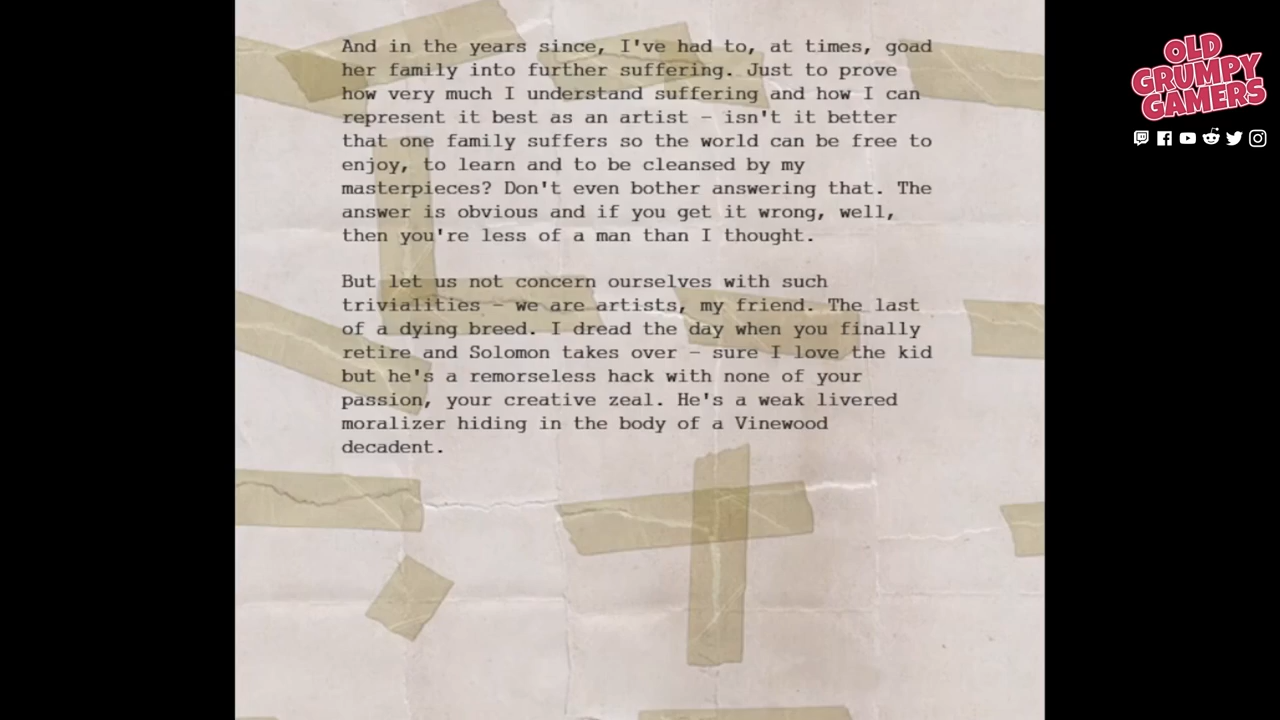 And in the years since, I've had to, at times, goad
her family into further suffering. Just to prove
how very much I understand suffering and how I can
represent it best as an artist – isn't it better
that one family suffers so the world can be free to
enjoy, to learn and to be cleansed by my
masterpieces? Don't even bother answering that. The
answer is obvious and if you get it wrong, well,
then you're less of a man than I thought.
But let us not concern ourselves with such
trivialities – we are artists, my friend. The last
of a dying breed. I dread the day when you finally
retire and Solomon takes over – sure I love the kid
but he's a remorseless hack with none of your
passion, your creative zeal. He's a weak livered
moralizer hiding in the body of a Vinewood
decadent.
OLD
GRUMPY
GAMERS